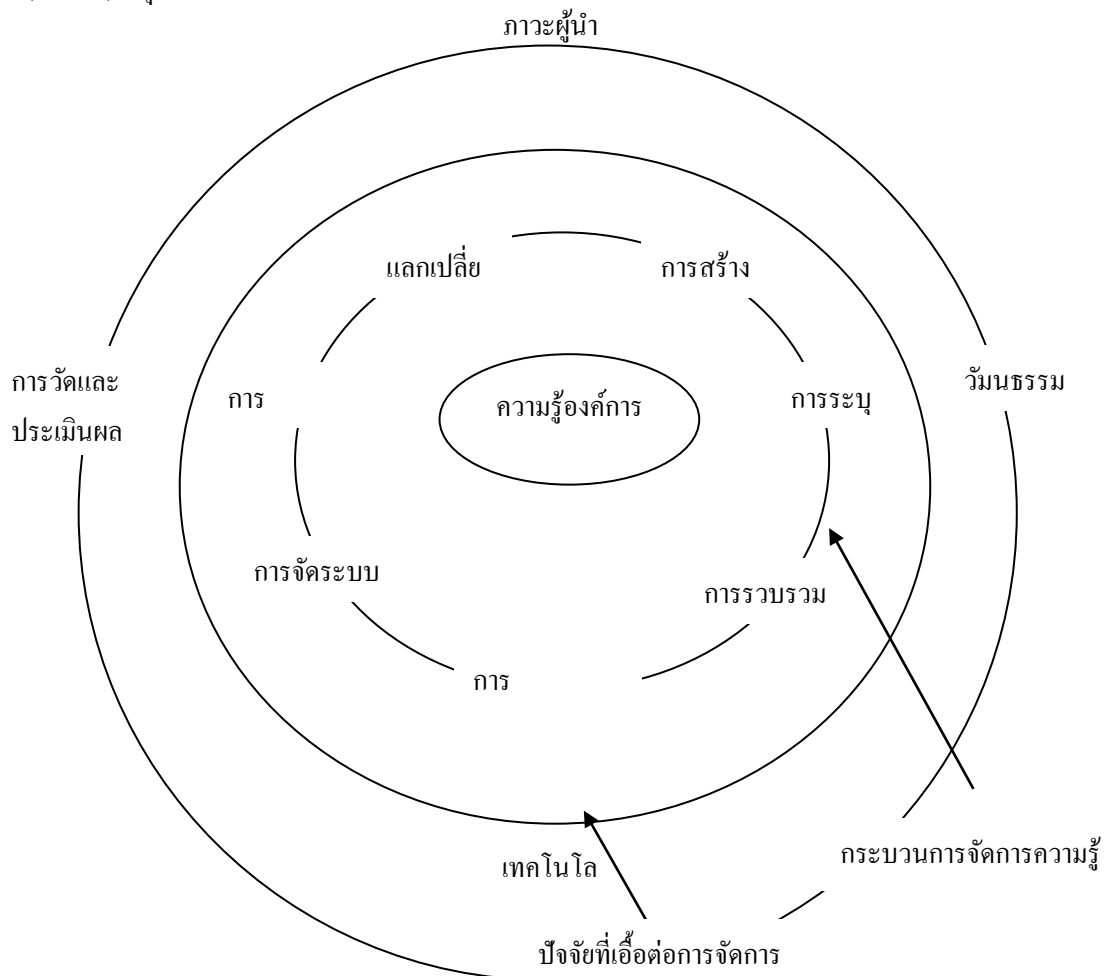 ภาวะผู้นำ
แลกเปลี่ย
การสร้าง
การวัดและ
ประเมินผล
วัมนธรรม
การ
ความรู้องค์การ
การระบุ
การจัดระบบ
การรวบรวม
การ
เทคโนโล
กระบวนการจัดการความรู้
ปัจจัยที่เอื้อต่อการจัดการ